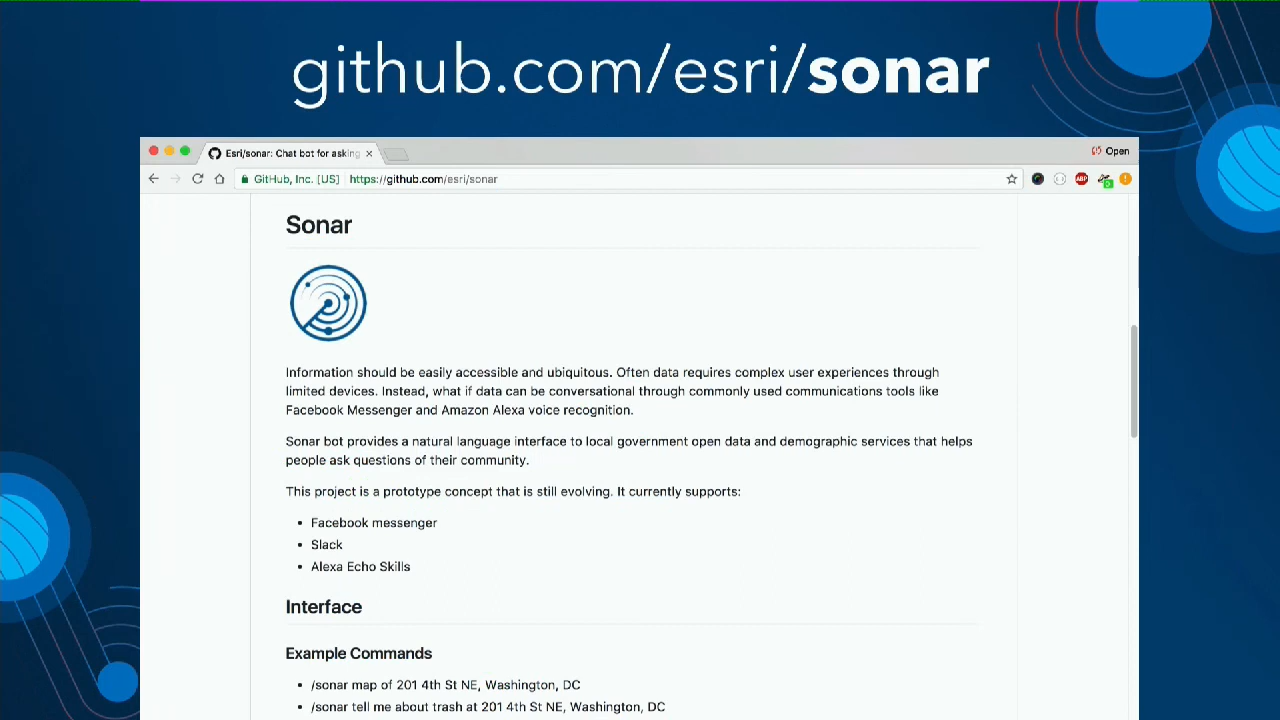 github.com/esri/sonar
Esri/sonar: Chat bot for asking
Open
GitHub, Inc. [US]
https://github.com/esri/sonar
ABP
0
Sonar
Information should be easily accessible and ubiquitous. Often data requires complex user experiences through
limited devices. Instead, what if data can be conversational through commonly used communications tools like
Facebook Messenger and Amazon Alexa voice recognition.
Sonar bot provides a natural language interface to local government open data and demographic services that helps
people ask questions of their community.
This project is a prototype concept that is still evolving. It currently supports:
• Facebook messenger
• Slack
• Alexa Echo Skills
Interface
Example Commands
• /sonar map of 201 4th St NE, Washington, DC
• /sonar tell me about trash at 201 4th St NE, Washington, DC